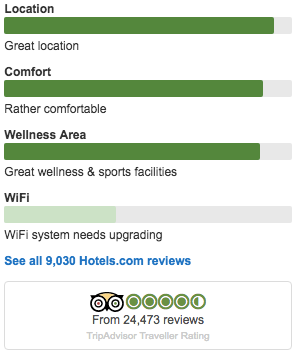 Location
Great location
Comfort
Rather comfortable
Wellness Area
Great wellness & sports facilities
WiFi
WiFi system needs upgrading
See all 9,030 Hotels.com reviews
From 24,473 reviews
TripAdvisor Traveller Rating